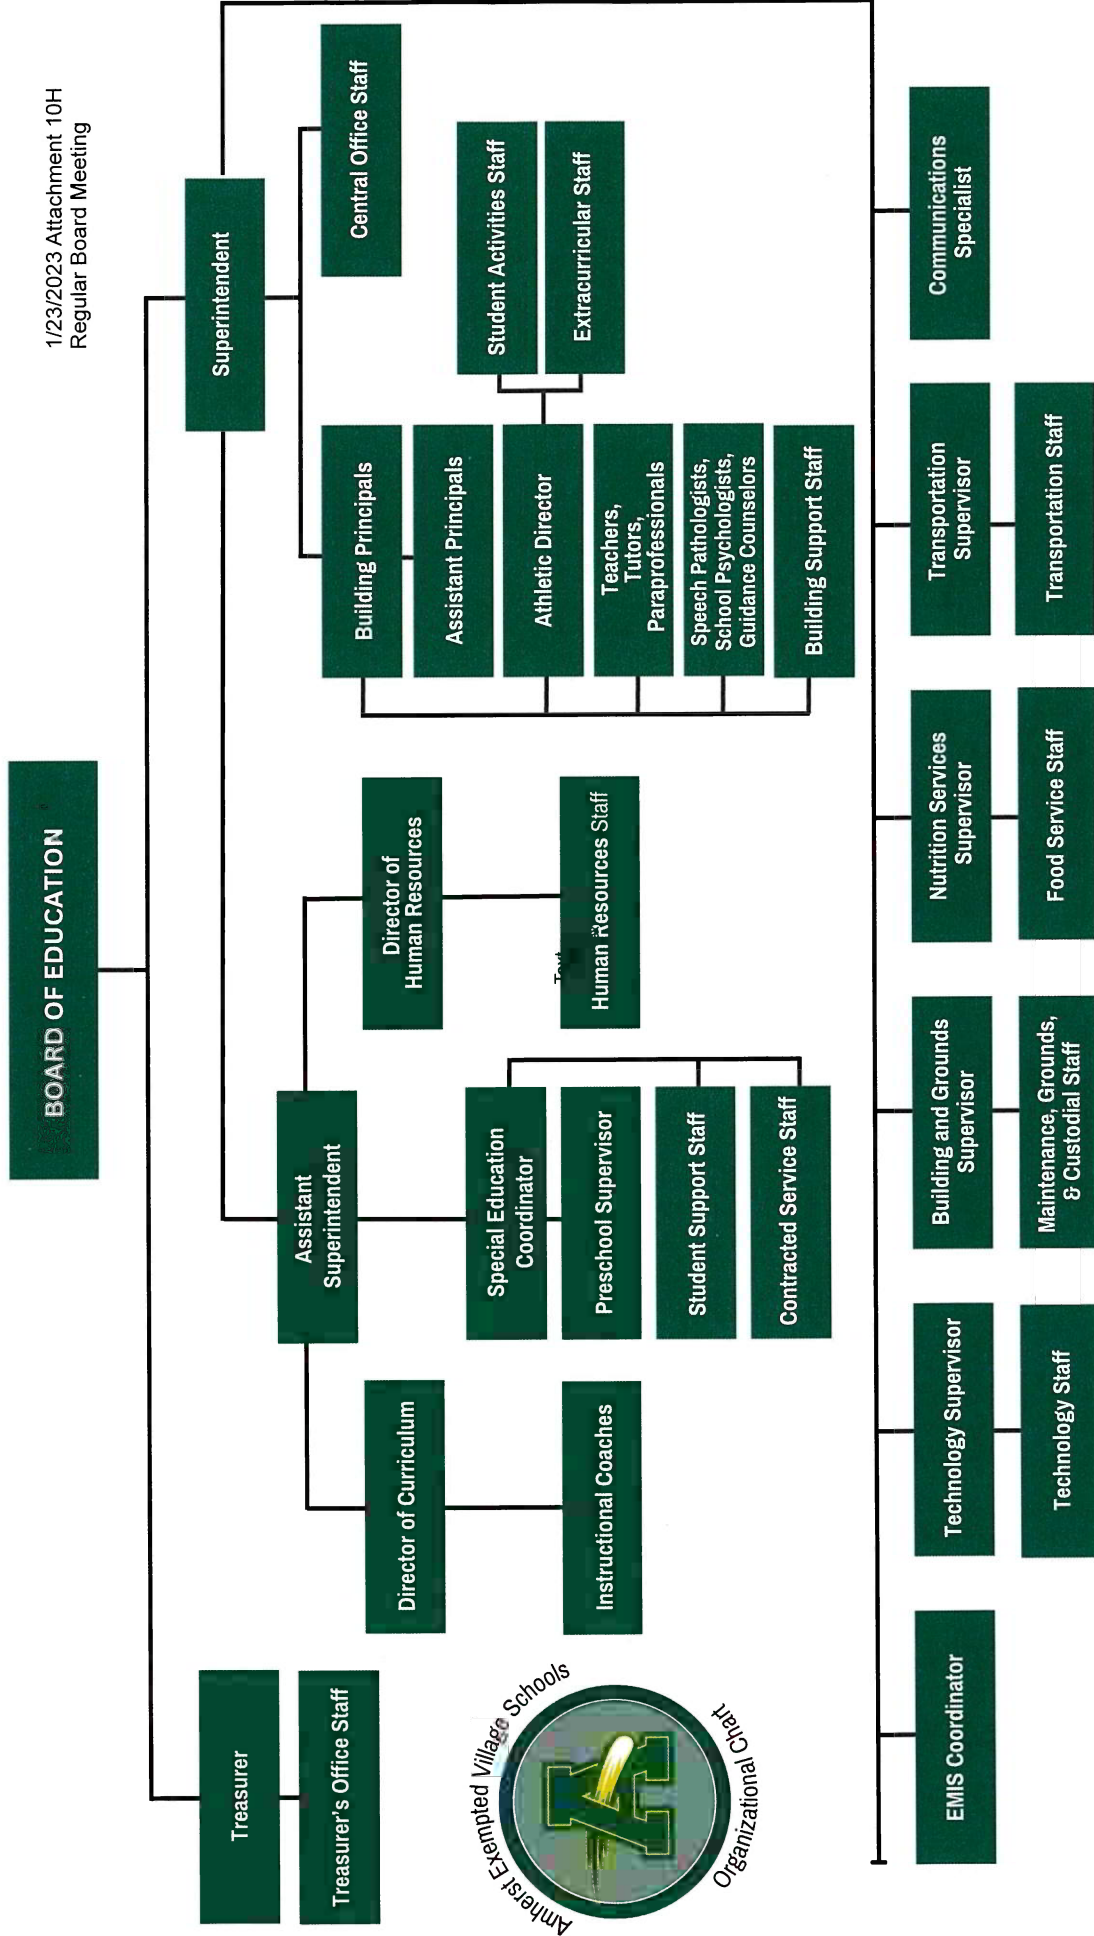 1/23/2023 Attachment 10H
Regular Board Meeting
BOARD OF EDUCATION
Treasurer
Treasurer's Office Staff
Superintendent
Assistant
Superintendent
Director of Curriculum
Instructional Coaches
Special Education
Coordinator
Preschool Supervisor
Student Support Staff
Contracted Service Staff
Director of
Human Resources
Text
Human Resources Staff
Building Principals
Assistant Principals
Athletic Director
Teachers,
Tutors,
Paraprofessionals
Speech Pathologists,
School Psychologists,
Guidance Counselors
Building Support Staff
Central Office Staff
Student Activities Staff
Extracurricular Staff
Amherst Exempted Village Schools
A
Organizational Chart
EMIS Coordinator
Technology Supervisor
Technology Staff
Building and Grounds
Supervisor
Maintenance, Grounds,
& Custodial Staff
Nutrition Services
Supervisor
Food Service Staff
Transportation
Supervisor
Transportation Staff
Communications
Specialist